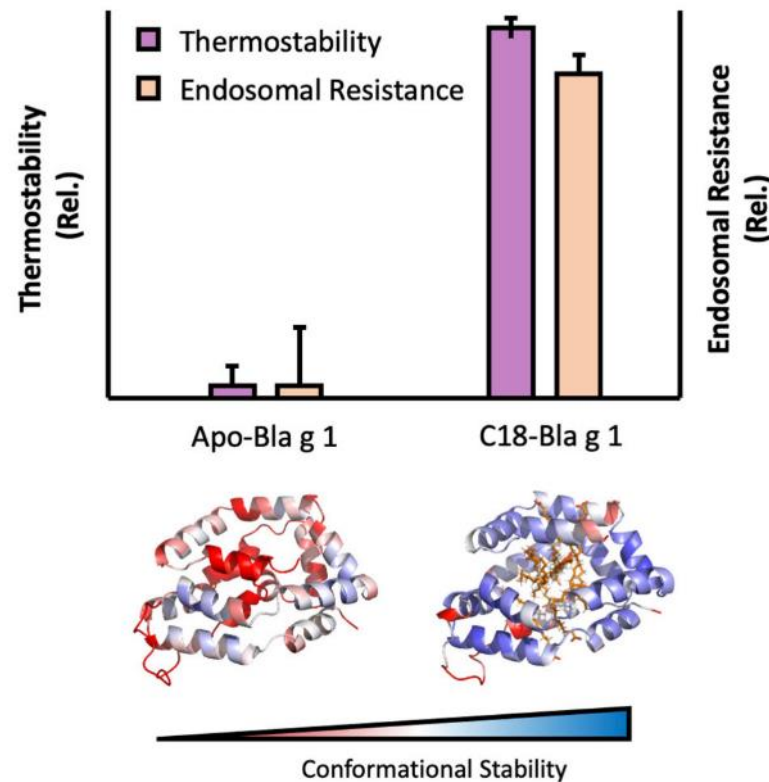 Thermostability
Endosomal Resistance
Thermostability
(Rel.)
Endosomal Resistance
(Rel.)
Apo-Bla g 1
C18-Bla g 1
Conformational Stability